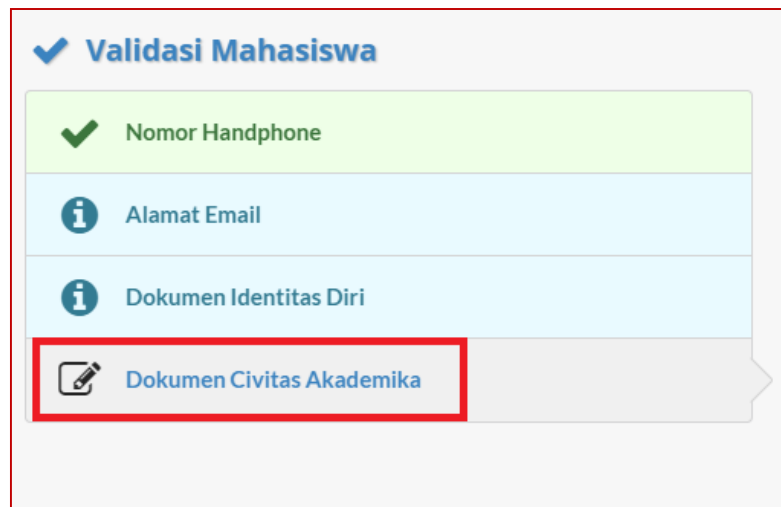 Validasi Mahasiswa
Nomor Handphone
Alamat Email
Dokumen Identitas Diri
Dokumen Civitas Akademika